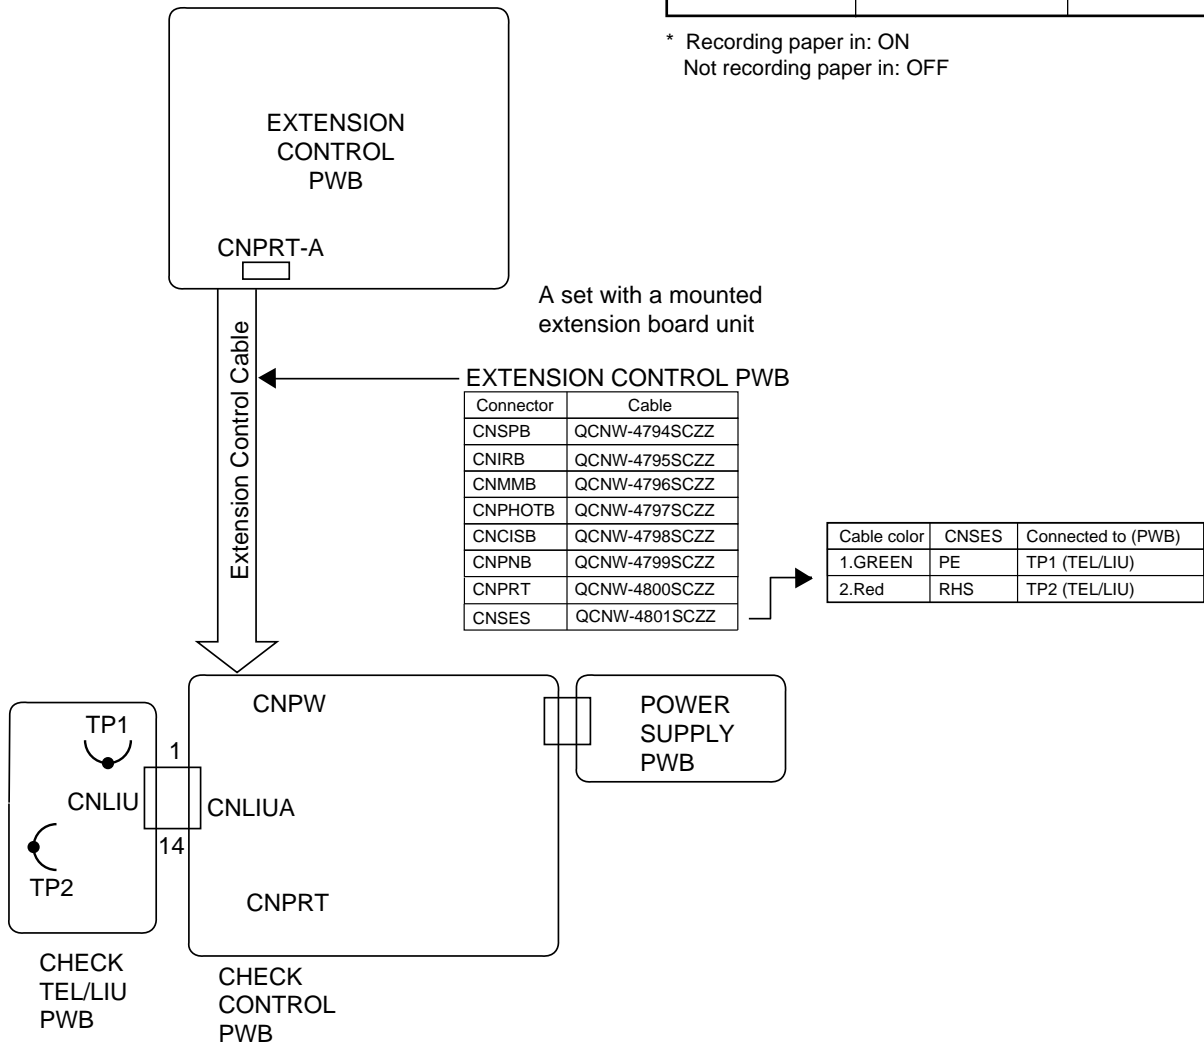 * Recording paper in: ON
Not recording paper in: OFF
EXTENSION
CONTROL
PWB
CNPRT-A
Extension Control Cable
A set with a mounted
extension board unit
EXTENSION CONTROL PWB
Connector Cable
CNSPB QCNW-4794SCZZ
CNIRB QCNW-4795SCZZ
CNMMB QCNW-4796SCZZ
CNPHOTB QCNW-4797SCZZ
CNCISB QCNW-4798SCZZ
CNPNB QCNW-4799SCZZ
CNPRT QCNW-4800SCZZ
CNSES QCNW-4801SCZZ
Cable color CNSES Connected to (PWB)
1.GREEN PE TP1 (TEL/LIU)
2.Red RHS TP2 (TEL/LIU)
TP1
1
CNLIU
14
TP2
CHECK
TEL/LIU
PWB
CNPW
CNLIUA
CNPRT
CHECK
CONTROL
PWB
POWER
SUPPLY
PWB